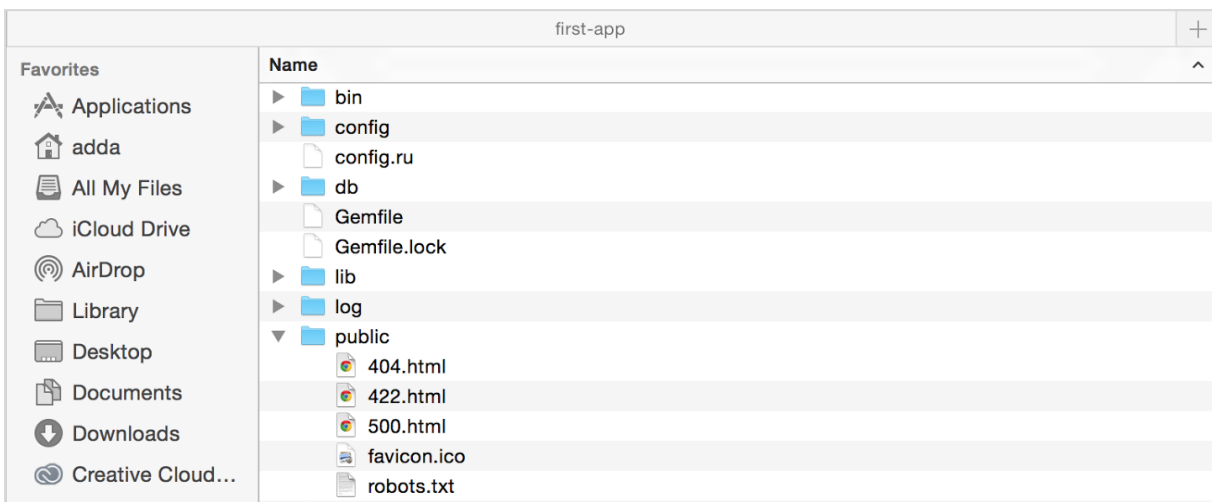 first-app
Favorites
Applications
adda
All My Files
iCloud Drive
AirDrop
Library
Desktop
Documents
Downloads
Creative Cloud...
Name
bin
config
config.ru
db
Gemfile
Gemfile.lock
lib
log
public
404.html
422.html
500.html
favicon.ico
robots.txt